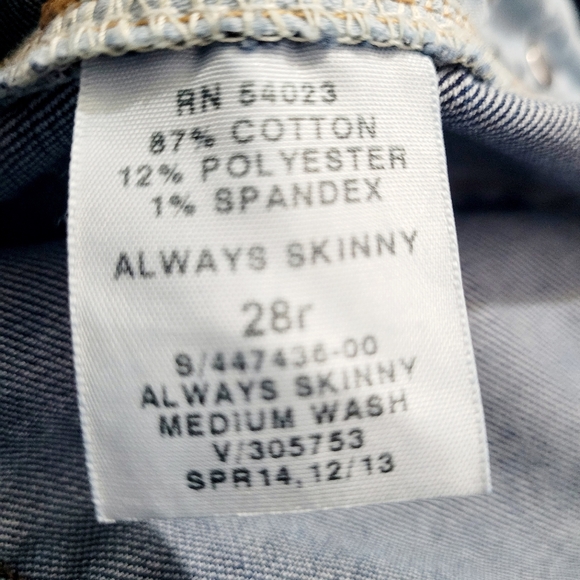 RN 54023
87% COTTON
12% POLYESTER
1% SPANDEX
ALWAYS SKINNY
28r
S/447436-00
ALWAYS SKINNY
MEDIUM WASH
V/305753
SPR14, 12/13